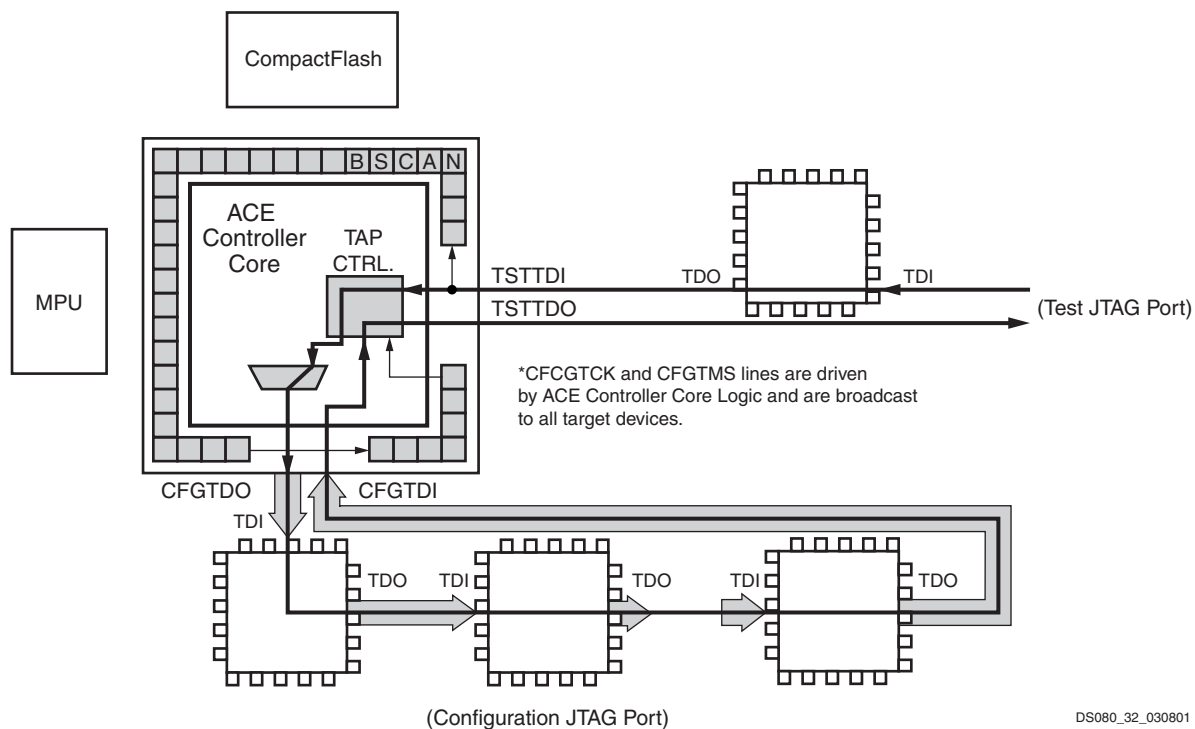 CompactFlash
BSCAN
ACE
Controller
Core
TAP
CTRL.
MPU
TSTTDI
TDO
TDI
TSTTDO
(Test JTAG Port)
*CFCGTCK and CFGTMS lines are driven
by ACE Controller Core Logic and are broadcast
to all target devices.
CFGTDO
CFGTDI
TDI
TDO
TDI
TDO
TDI
TDO
(Configuration JTAG Port)
DS080_32_030801